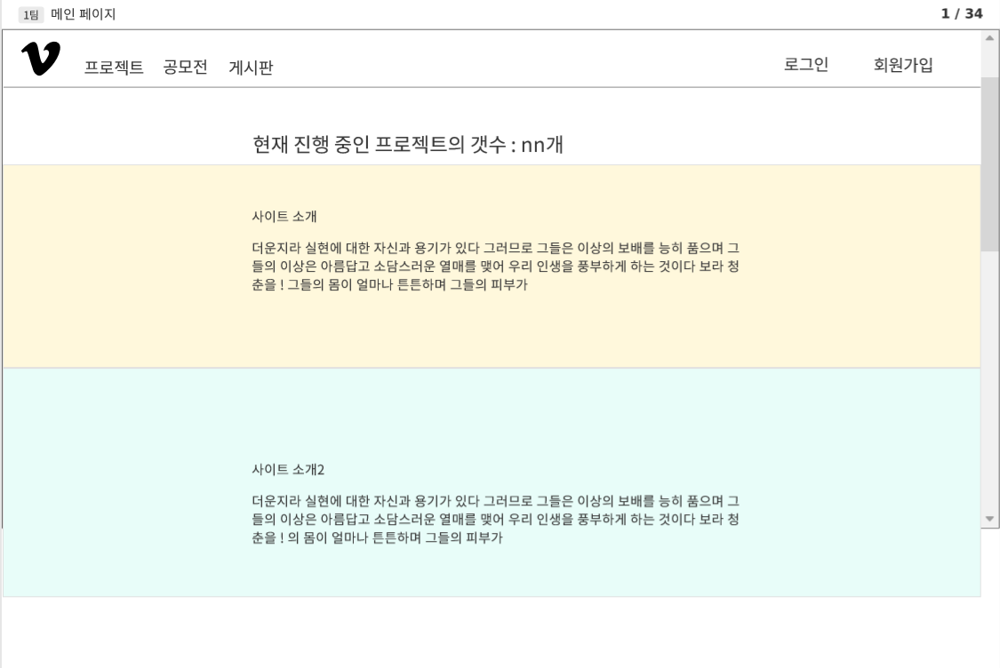 1팀 메인 페이지
1 / 34
프로젝트 공모전 게시판
로그인 회원가입
현재 진행 중인 프로젝트의 갯수 : nn개
사이트 소개
더운지라 실현에 대한 자신과 용기가 있다 그러므로 그들은 이상의 보배를 능히 품으며 그
들의 이상은 아름답고 소담스러운 열매를 맺어 우리 인생을 풍부하게 하는 것이다 보라 청
춘을 ! 그들의 몸이 얼마나 튼튼하며 그들의 피부가
사이트 소개2
더운지라 실현에 대한 자신과 용기가 있다 그러므로 그들은 이상의 보배를 능히 품으며 그
들의 이상은 아름답고 소담스러운 열매를 맺어 우리 인생을 풍부하게 하는 것이다 보라 청
춘을 ! 의 몸이 얼마나 튼튼하며 그들의 피부가